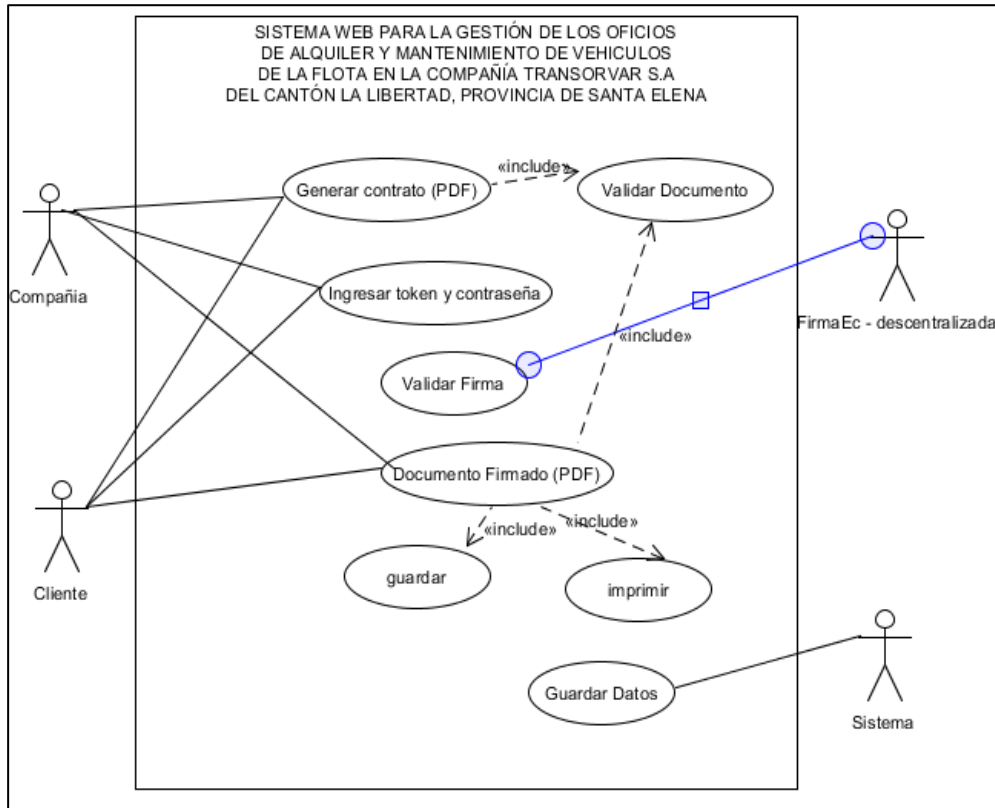 SISTEMA WEB PARA LA GESTIÓN DE LOS OFICIOS
DE ALQUILER Y MANTENIMIENTO DE VEHICULOS
DE LA FLOTA EN LA COMPAÑÍA TRANSORVAR S.A
DEL CANTÓN LA LIBERTAD, PROVINCIA DE SANTA ELENA
«include»
Generar contrato (PDF)
Validar Documento
Compañia
Ingresar token y contraseña
FirmaEc - descentralizada
«include»
Validar Firma
Documento Firmado (PDF)
«include»
«include»
guardar
imprimir
Cliente
Guardar Datos
Sistema